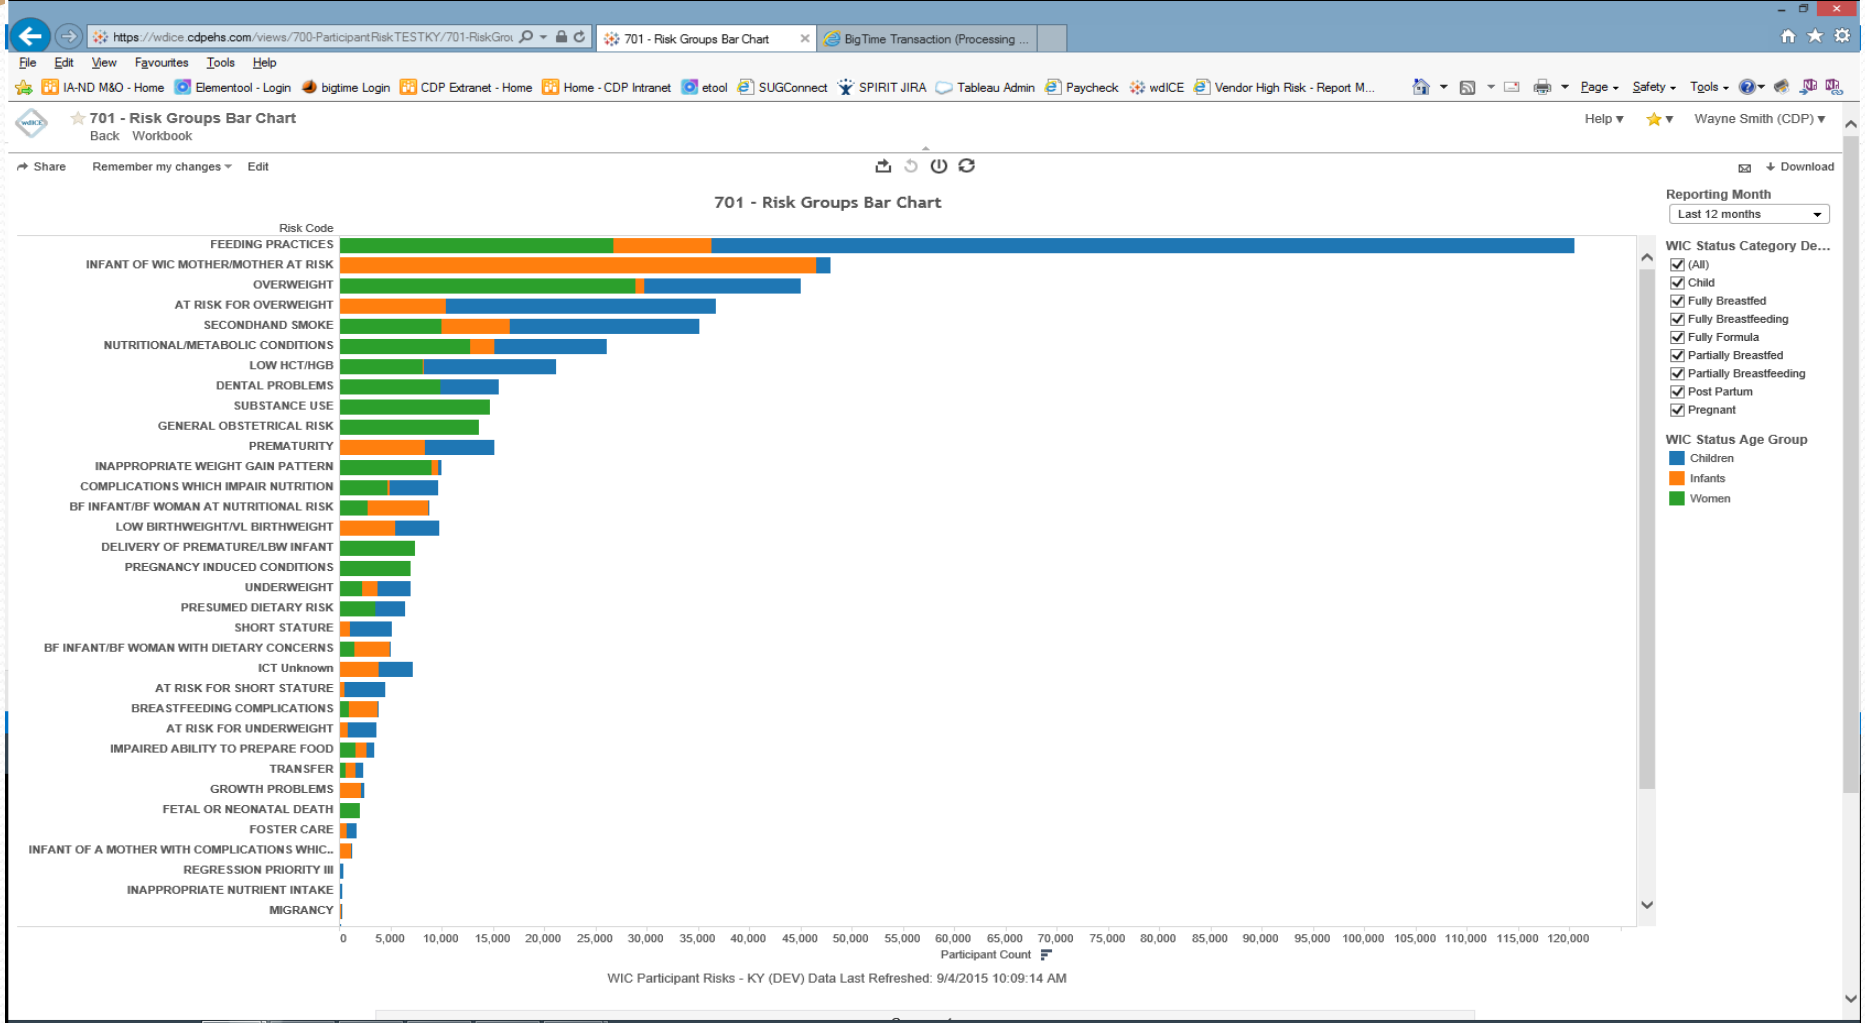 https://wdice.cdpehs.com/views/700-ParticipantRiskTESTKY/701-RiskGrou
701 - Risk Groups Bar Chart
BigTime Transaction (Processing ...
File Edit View Favourites Tools Help
IA-ND M&O - Home Elementool - Login bigtime Login CDP Extranet - Home Home - CDP Intranet etool SUGConnect SPIRIT JIRA Tableau Admin Paycheck wdICE Vendor High Risk - Report M... Page Safety Tools
wdICE
701 - Risk Groups Bar Chart
Help Wayne Smith (CDP)
Back Workbook
Share Remember my changes Edit
Download
701 - Risk Groups Bar Chart
Risk Code
FEEDING PRACTICES
INFANT OF WIC MOTHER/MOTHER AT RISK
OVERWEIGHT
AT RISK FOR OVERWEIGHT
SECONDHAND SMOKE
NUTRITIONAL/METABOLIC CONDITIONS
LOW HCT/HGB
DENTAL PROBLEMS
SUBSTANCE USE
GENERAL OBSTETRICAL RISK
PREMATURITY
INAPPROPRIATE WEIGHT GAIN PATTERN
COMPLICATIONS WHICH IMPAIR NUTRITION
BF INFANT/BF WOMAN AT NUTRITIONAL RISK
LOW BIRTHWEIGHT/VL BIRTHWEIGHT
DELIVERY OF PREMATURE/LBW INFANT
PREGNANCY INDUCED CONDITIONS
UNDERWEIGHT
PRESUMED DIETARY RISK
SHORT STATURE
BF INFANT/BF WOMAN WITH DIETARY CONCERNS
ICT Unknown
AT RISK FOR SHORT STATURE
BREASTFEEDING COMPLICATIONS
AT RISK FOR UNDERWEIGHT
IMPAIRED ABILITY TO PREPARE FOOD
TRANSFER
GROWTH PROBLEMS
FETAL OR NEONATAL DEATH
FOSTER CARE
INFANT OF A MOTHER WITH COMPLICATIONS WHIC..
REGRESSION PRIORITY III
INAPPROPRIATE NUTRIENT INTAKE
MIGRANCY
0 5,000 10,000 15,000 20,000 25,000 30,000 35,000 40,000 45,000 50,000 55,000 60,000 65,000 70,000 75,000 80,000 85,000 90,000 95,000 100,000 105,000 110,000 115,000 120,000
Participant Count
WIC Participant Risks - KY (DEV) Data Last Refreshed: 9/4/2015 10:09:14 AM
Reporting Month
Last 12 months
WIC Status Category De...
(All)
Child
Fully Breastfed
Fully Breastfeeding
Fully Formula
Partially Breastfed
Partially Breastfeeding
Post Partum
Pregnant
WIC Status Age Group
Children
Infants
Women